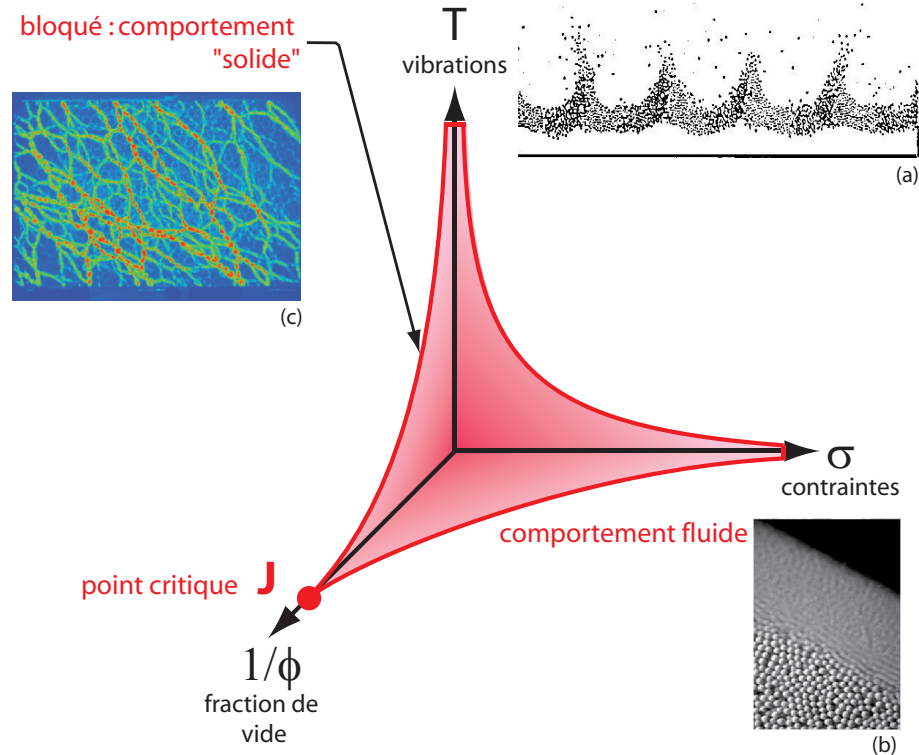 bloqué : comportement
"solide"
T
vibrations
(a)
(c)
σ
contraintes
comportement fluide
point critique J
1/ϕ
fraction de
vide
(b)